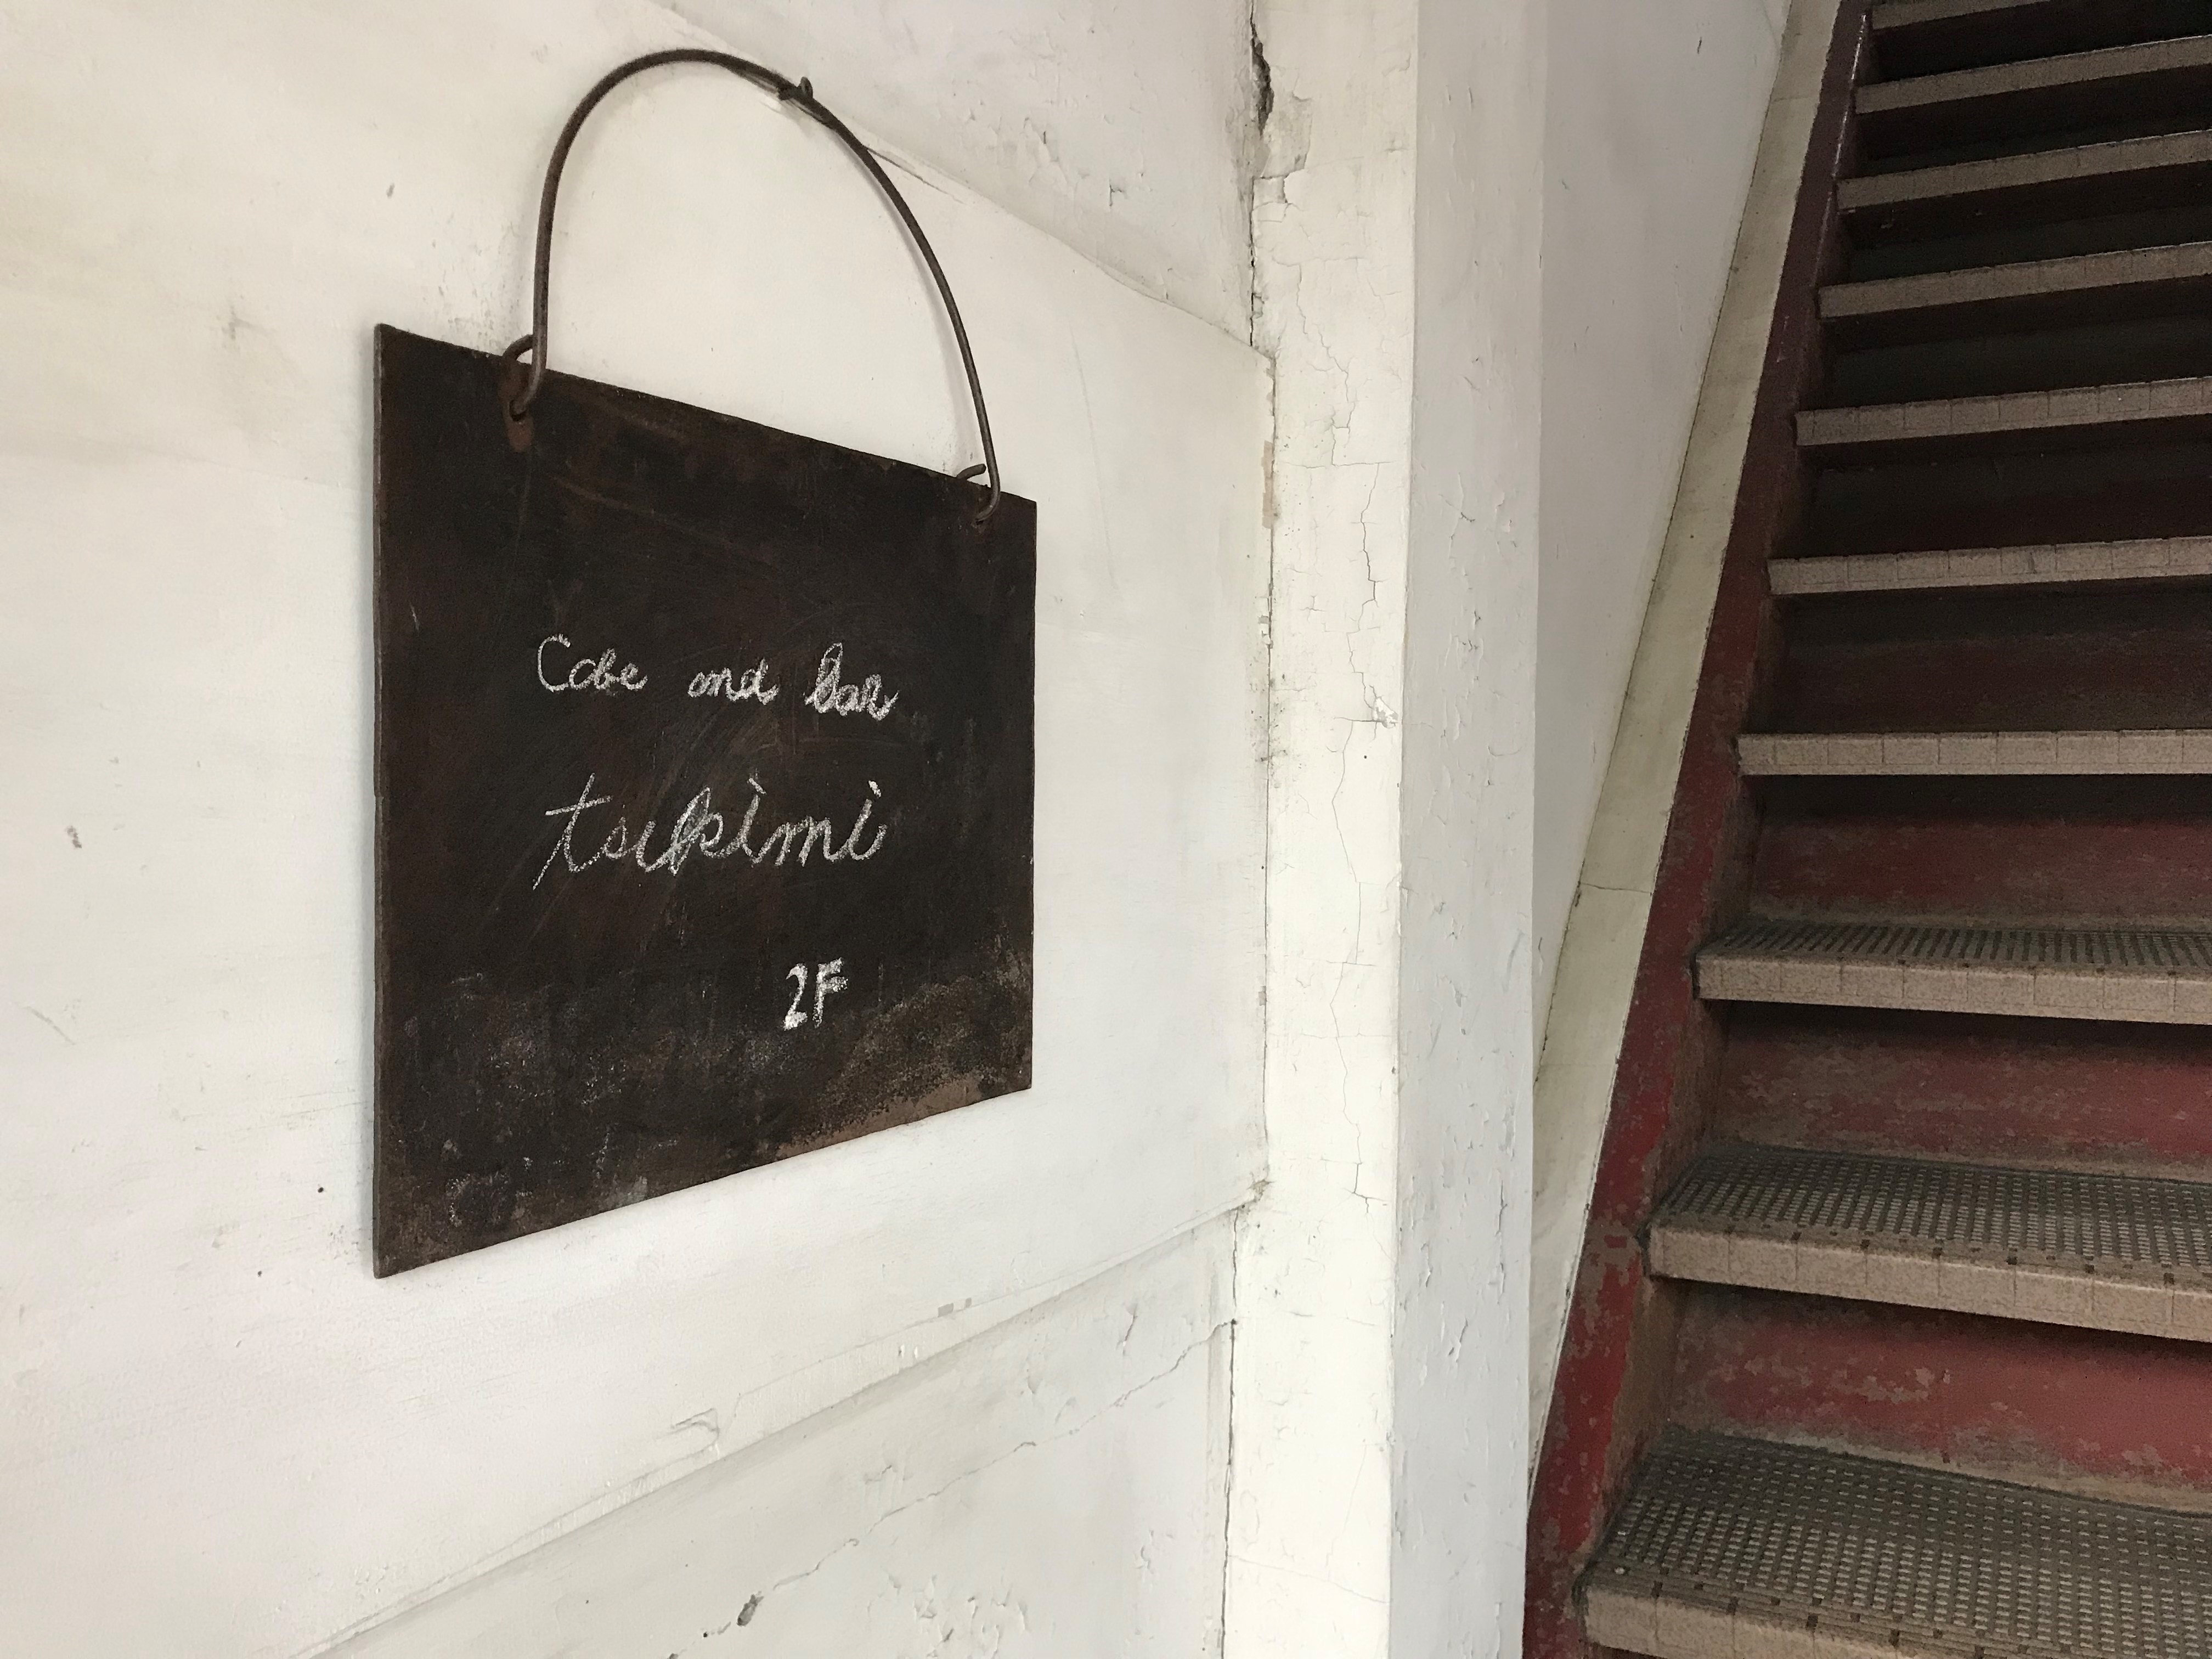 Cafe and Bar
tsukimi
2F